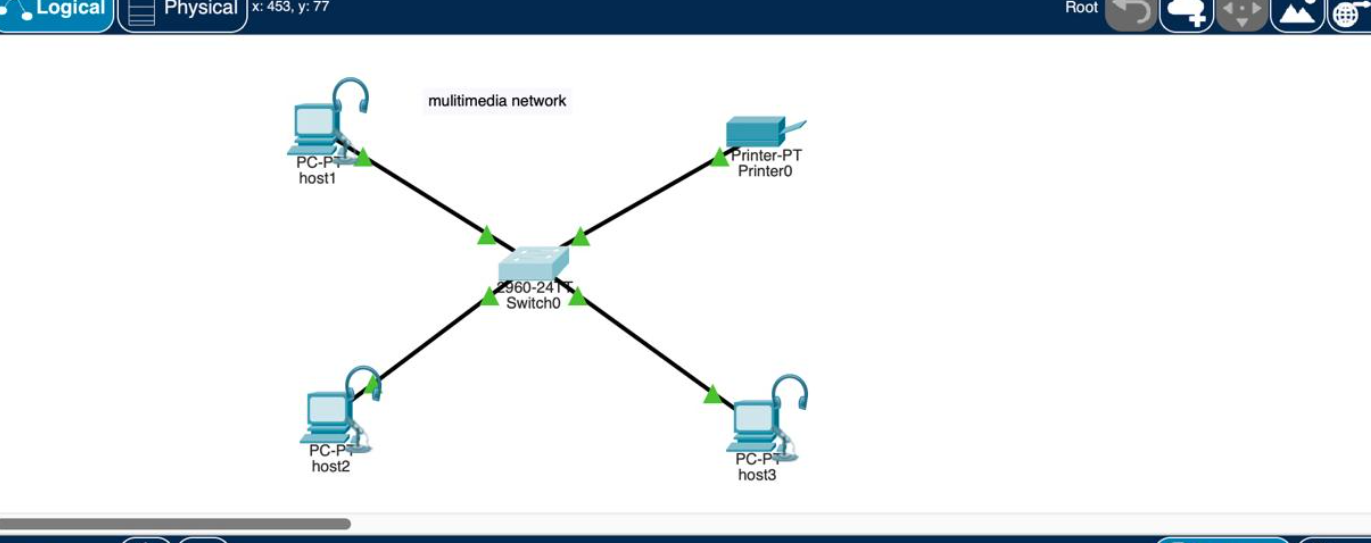 Logical
Physical
x: 453, y: 77
Root
mulitimedia network
PC-PT
host1
Printer-PT
Printer0
2960-24TT
Switch0
PC-PT
host2
PC-PT
host3